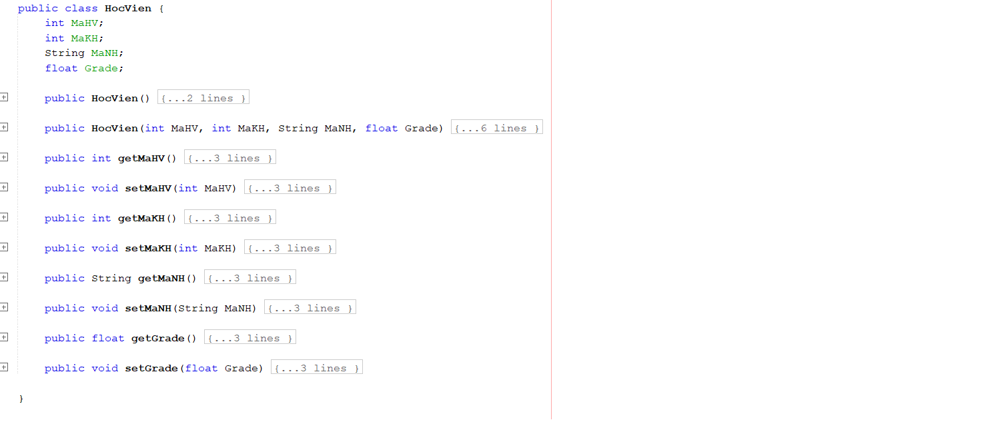 public class HocVien {
int MaHV;
int MaKH;
String MaNH;
float Grade;
public HocVien() {...2 lines }
public HocVien(int MaHV, int MaKH, String MaNH, float Grade) {...6 lines }
public int getMaHV() {...3 lines }
public void setMaHV(int MaHV) {...3 lines }
public int getMaKH() {...3 lines }
public void setMaKH(int MaKH) {...3 lines }
public String getMaNH() {...3 lines }
public void setMaNH(String MaNH) {...3 lines }
public float getGrade() {...3 lines }
public void setGrade(float Grade) {...3 lines }
}